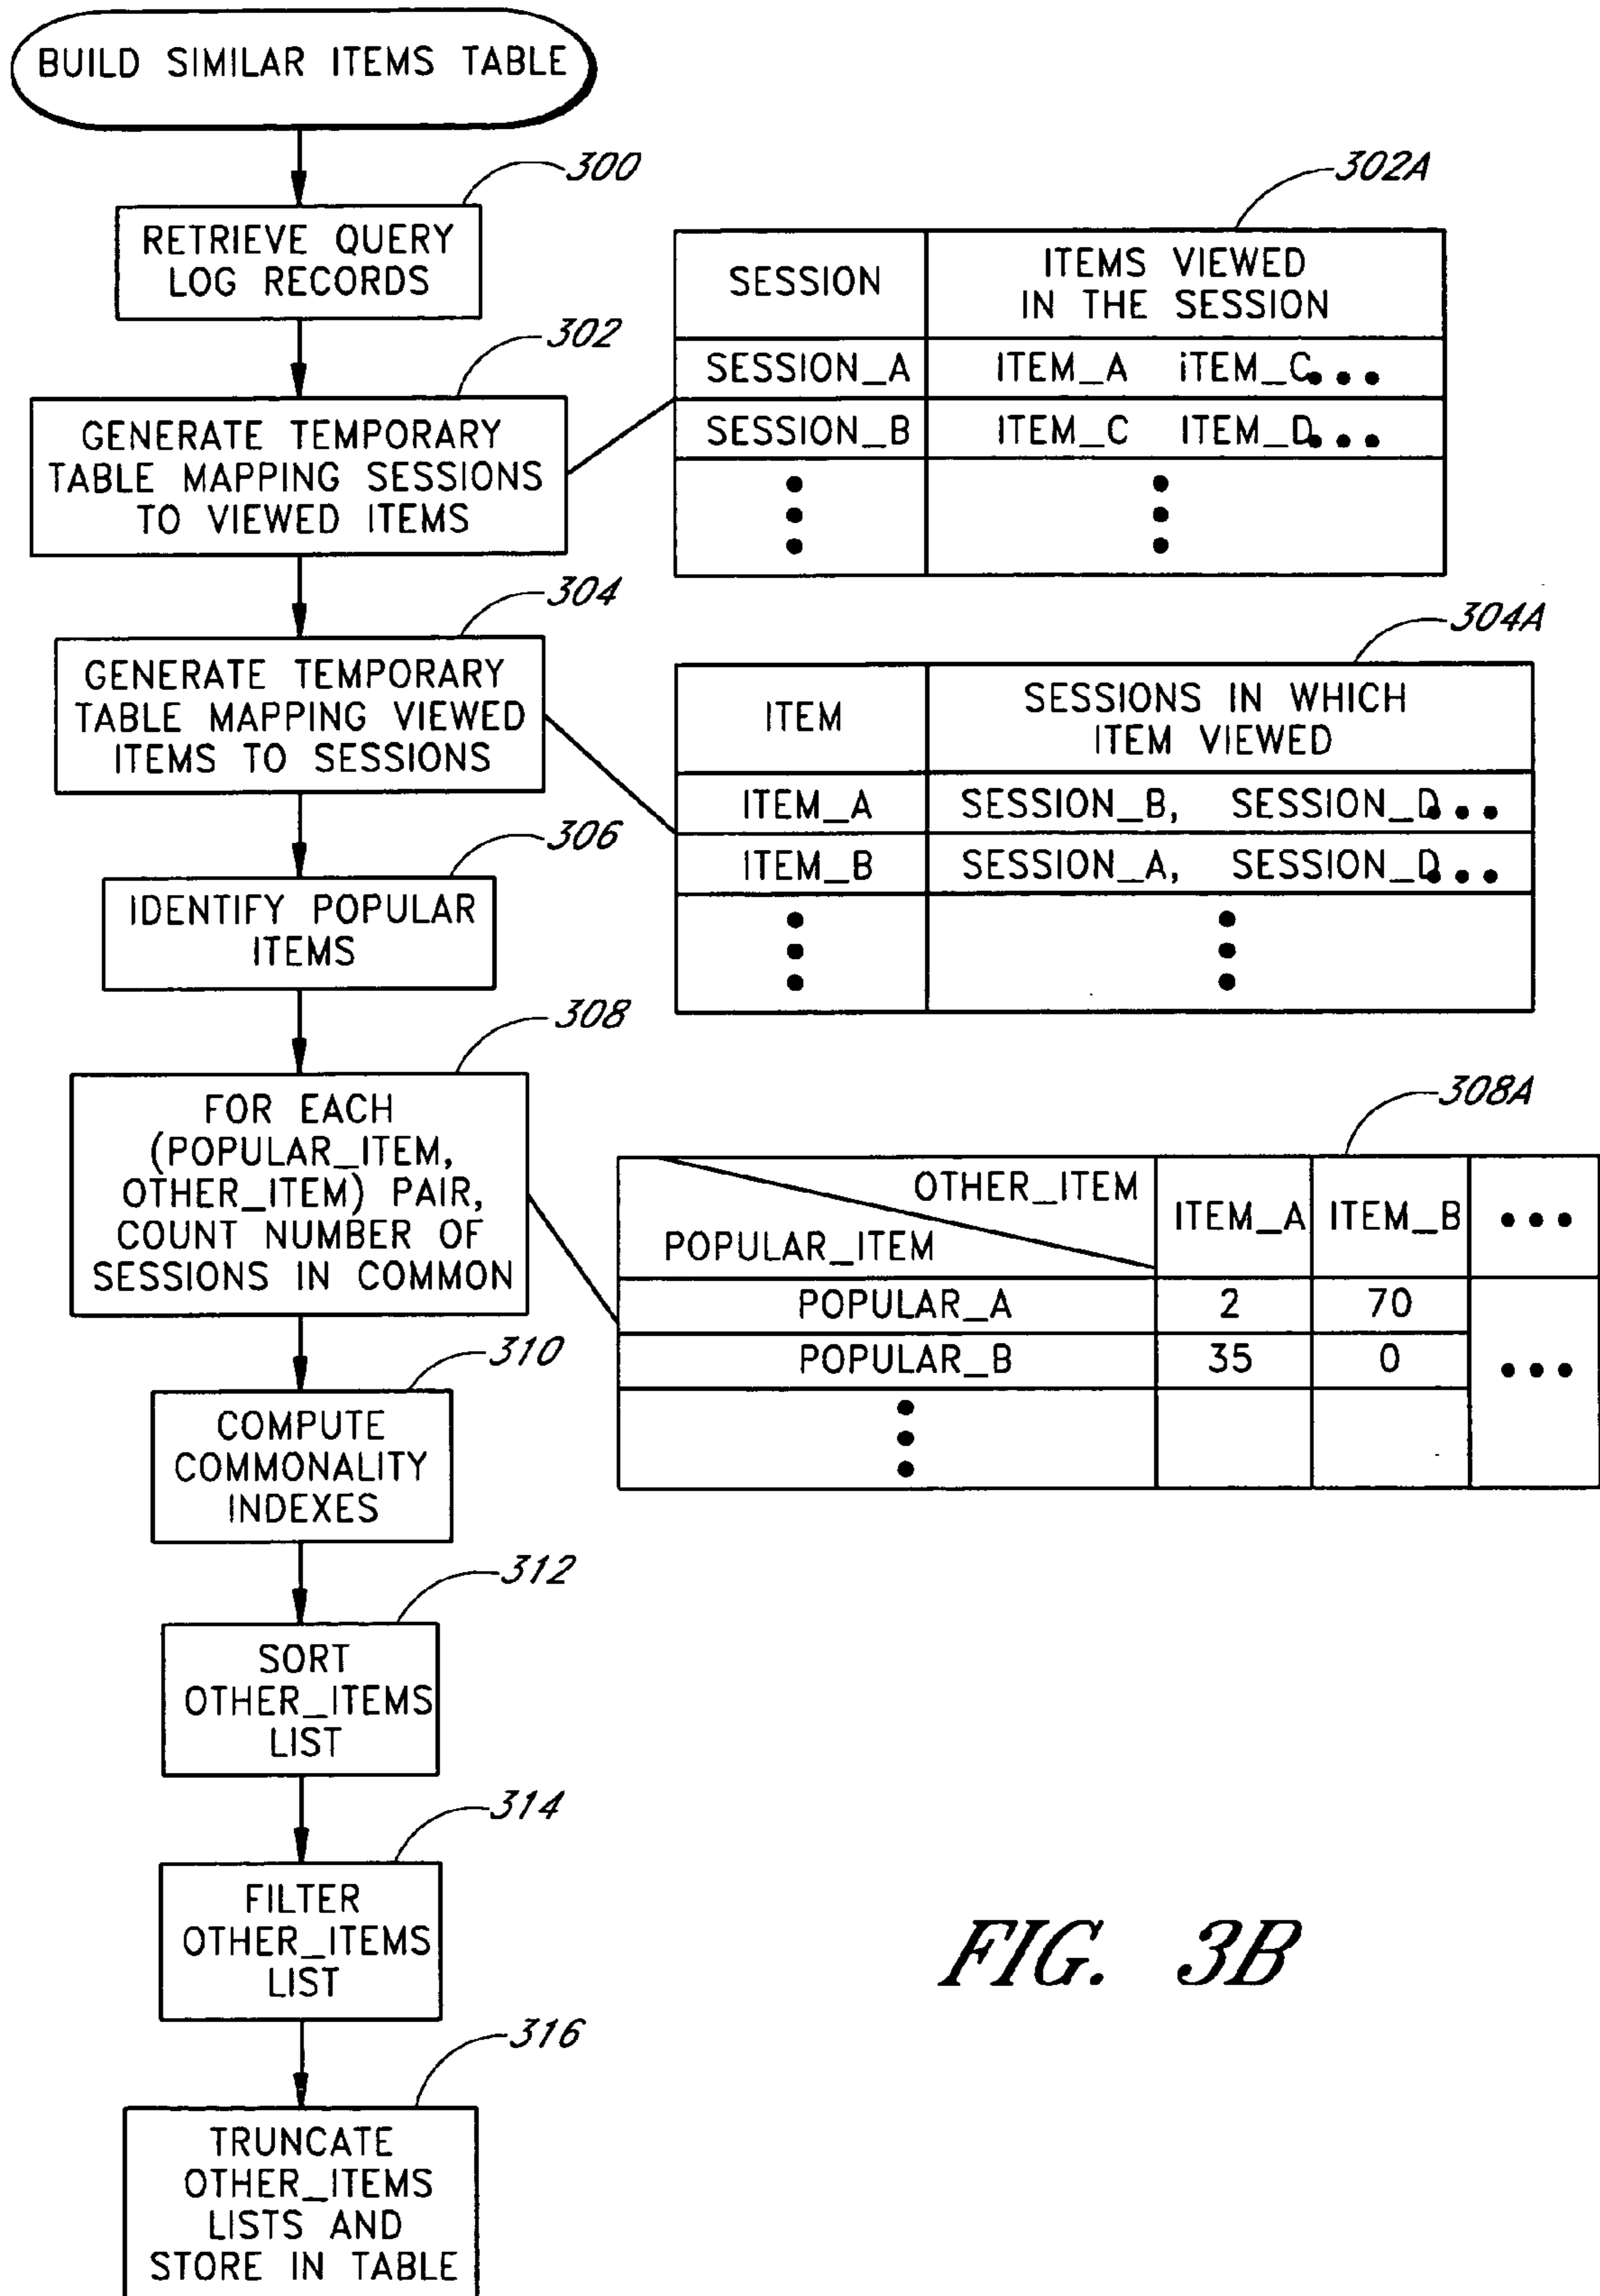 BUILD SIMILAR ITEMS TABLE
300
RETRIEVE QUERY
LOG RECORDS
302
GENERATE TEMPORARY
TABLE MAPPING SESSIONS
TO VIEWED ITEMS
302A
SESSION
ITEMS VIEWED
IN THE SESSION
SESSION_A ITEM_A iTEM_C...
SESSION_B ITEM_C ITEM_D...
304
GENERATE TEMPORARY
TABLE MAPPING VIEWED
ITEMS TO SESSIONS
304A
ITEM
SESSIONS IN WHICH
ITEM VIEWED
ITEM_A SESSION_B, SESSION_D...
ITEM_B SESSION_A, SESSION_D...
306
IDENTIFY POPULAR
ITEMS
308
FOR EACH
(POPULAR_ITEM,
OTHER_ITEM) PAIR,
COUNT NUMBER OF
SESSIONS IN COMMON
308A
OTHER_ITEM
POPULAR_ITEM
ITEM_A ITEM_B ...
POPULAR_A 2 70
POPULAR_B 35 0 ...
310
COMPUTE
COMMONALITY
INDEXES
312
SORT
OTHER_ITEMS
LIST
314
FILTER
OTHER_ITEMS
LIST
316
TRUNCATE
OTHER_ITEMS
LISTS AND
STORE IN TABLE
FIG. 3B